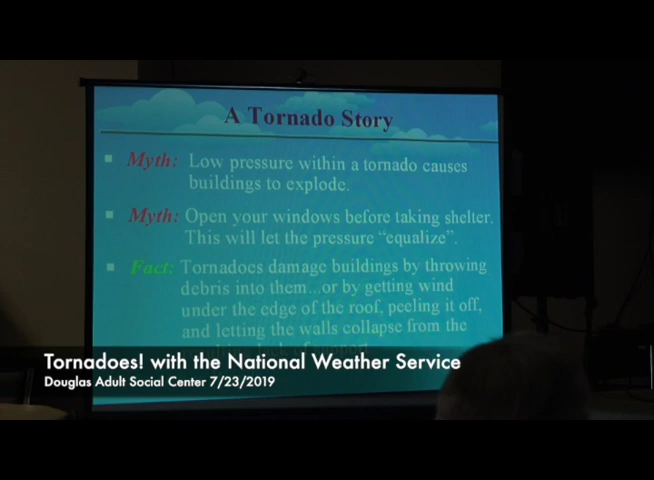 A Tornado Story
Myth: Low pressure within a tornado causes
buildings to explode.
Myth: Open your windows before taking shelter.
This will let the pressure “equalize”.
Fact: Tornadoes damage buildings by throwing
debris into them...or by getting wind
under the edge of the roof, peeling it off,
and letting the walls collapse from the
Tornadoes! with the National Weather Service
Douglas Adult Social Center 7/23/2019